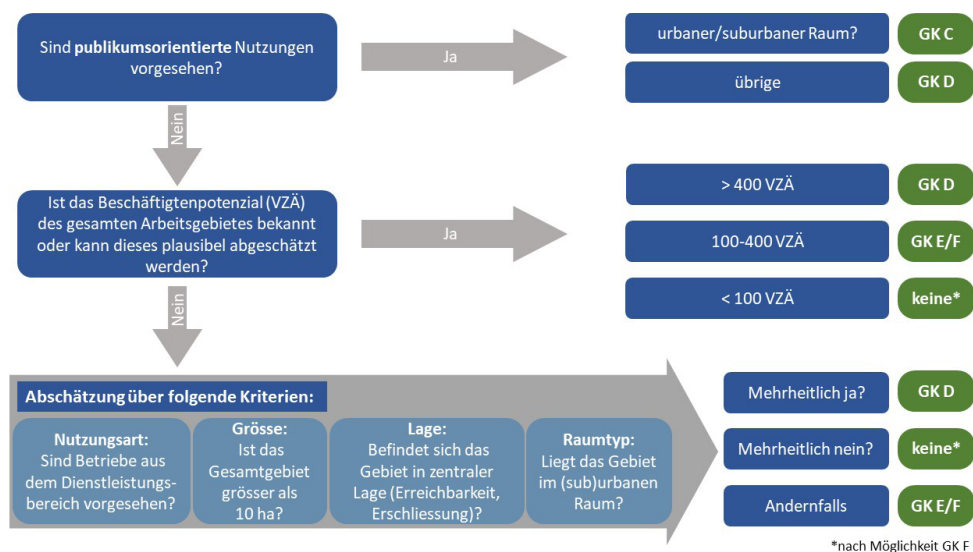 Sind publikumsorientierte Nutzungen
vorgesehen?
Ja
urbaner/suburbaner Raum?
GK C
übrige
GK D
Nein
Ist das Beschäftigtenpotenzial (VZÄ)
des gesamten Arbeitsgebietes bekannt
oder kann dieses plausibel abgeschätzt
werden?
Ja
> 400 VZÄ
GK D
100-400 VZÄ
GK E/F
< 100 VZÄ
keine*
Nein
Abschätzung über folgende Kriterien:
Nutzungsart:
Sind Betriebe aus
dem Dienstleistungs-
bereich vorgesehen?
Grösse:
Ist das
Gesamtgebiet
grösser als
10 ha?
Lage:
Befindet sich das
Gebiet in zentraler
Lage (Erreichbarkeit,
Erschliessung)?
Raumtyp:
Liegt das Gebiet
im (sub)urbanen
Raum?
Mehrheitlich ja?
GK D
Mehrheitlich nein?
keine*
Andernfalls
GK E/F
*nach Möglichkeit GK F